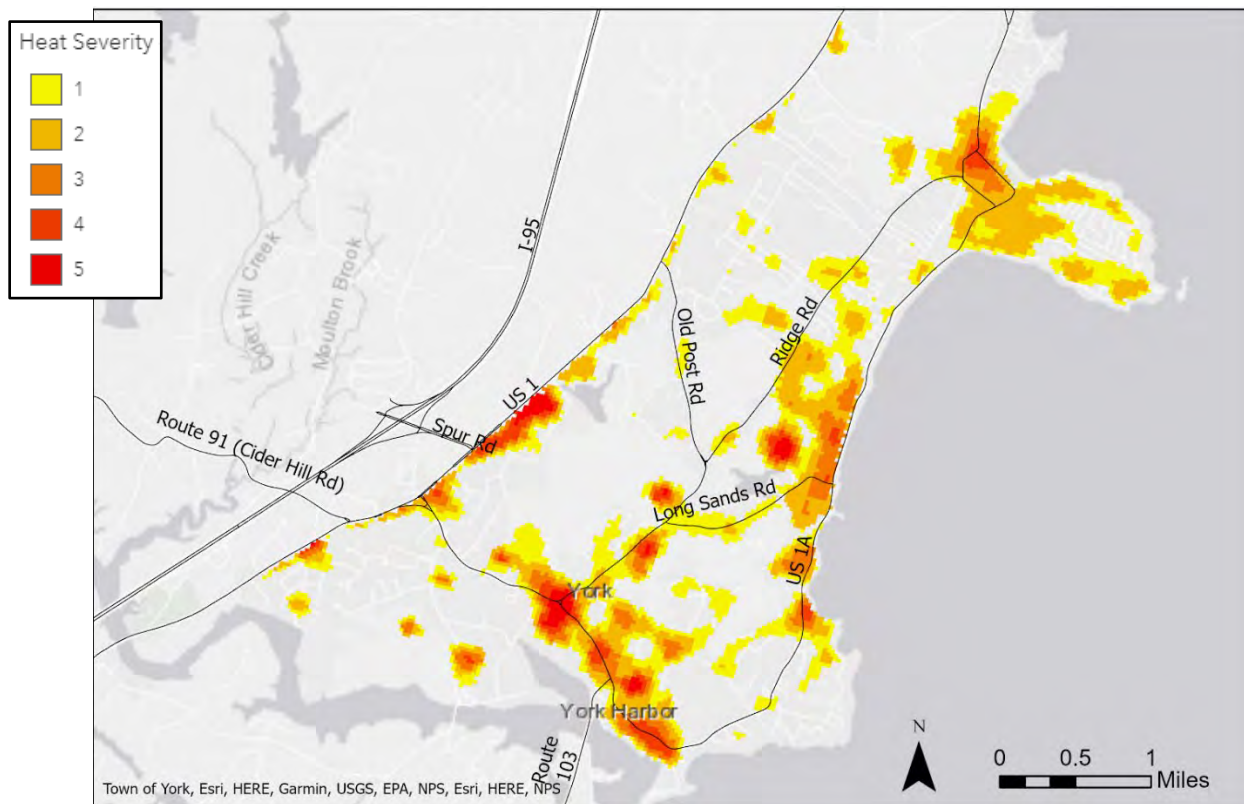 Heat Severity
1
2
3
4
5
I-95
Cider Hill Creek
Moulton Brook
Old Post Rd
Ridge Rd
US 1
Spur Rd
Route 91 (Cider Hill Rd)
Long Sands Rd
US 1A
York
York Harbor
Route
103
N
0 0.5 1
Miles
Town of York, Esri, HERE, Garmin, USGS, EPA, NPS, Esri, HERE, NPS